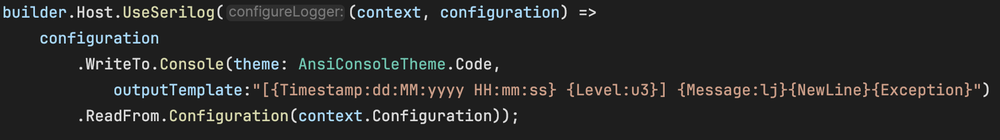 builder.Host.UseSerilog( configureLogger: (context, configuration) =>
configuration
.WriteTo.Console(theme: AnsiConsoleTheme.Code,
outputTemplate:"[{Timestamp:dd:MM:yyyy HH:mm:ss} {Level:u3}] {Message:lj}{NewLine}{Exception}")
.ReadFrom.Configuration(context.Configuration));